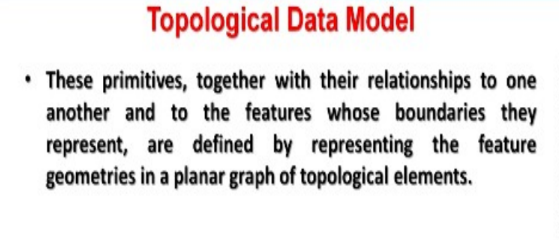 Topological Data Model
• These primitives, together with their relationships to one
another and to the features whose boundaries they
represent, are defined by representing the feature
geometries in a planar graph of topological elements.